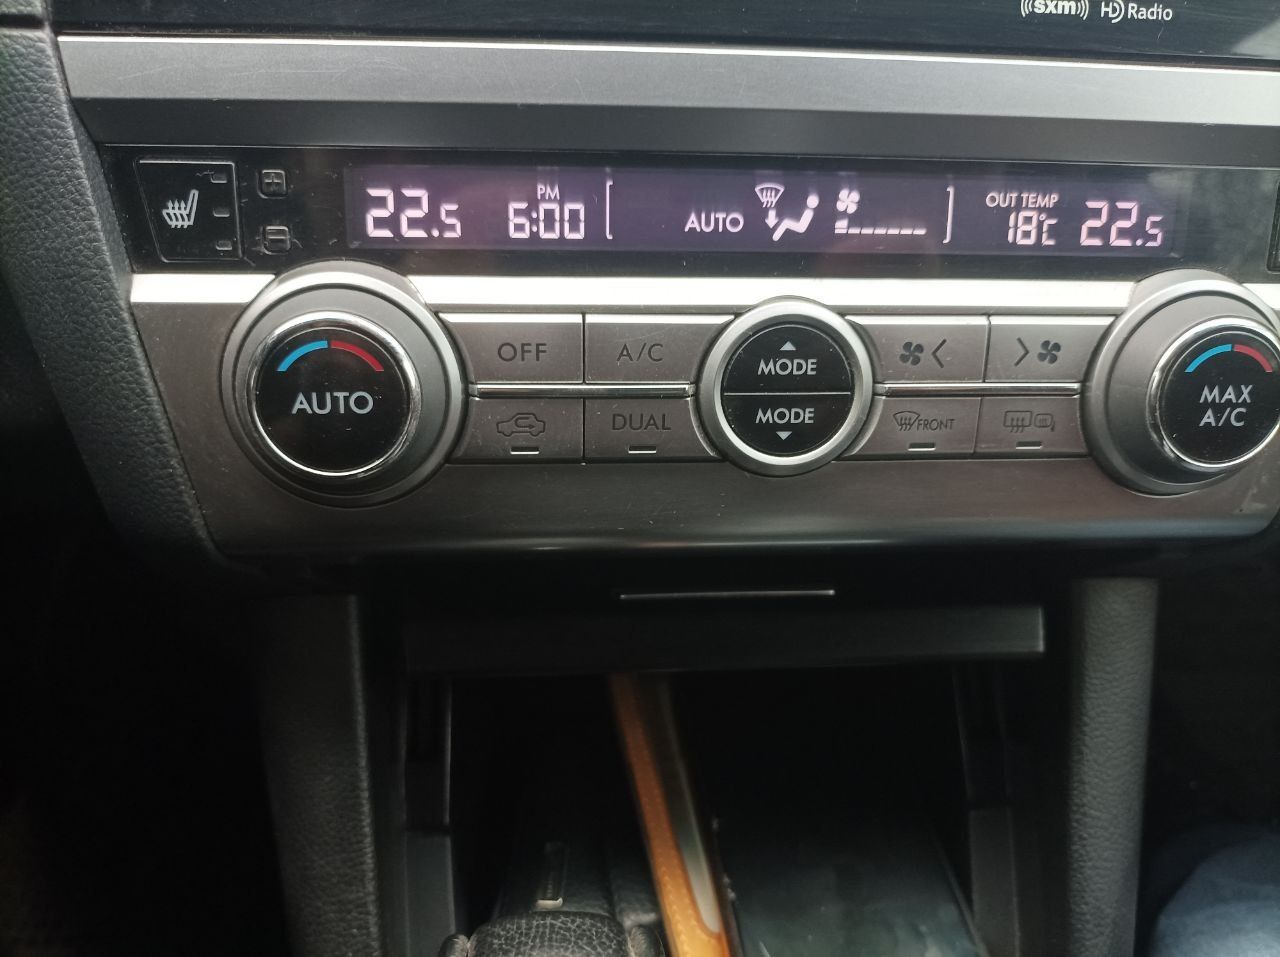 ((sxm)) HD Radio
22.5 PM 6:00 AUTO OUT TEMP 18°C 22.5
AUTO OFF A/C MODE MAX A/C
DUAL MODE FRONT